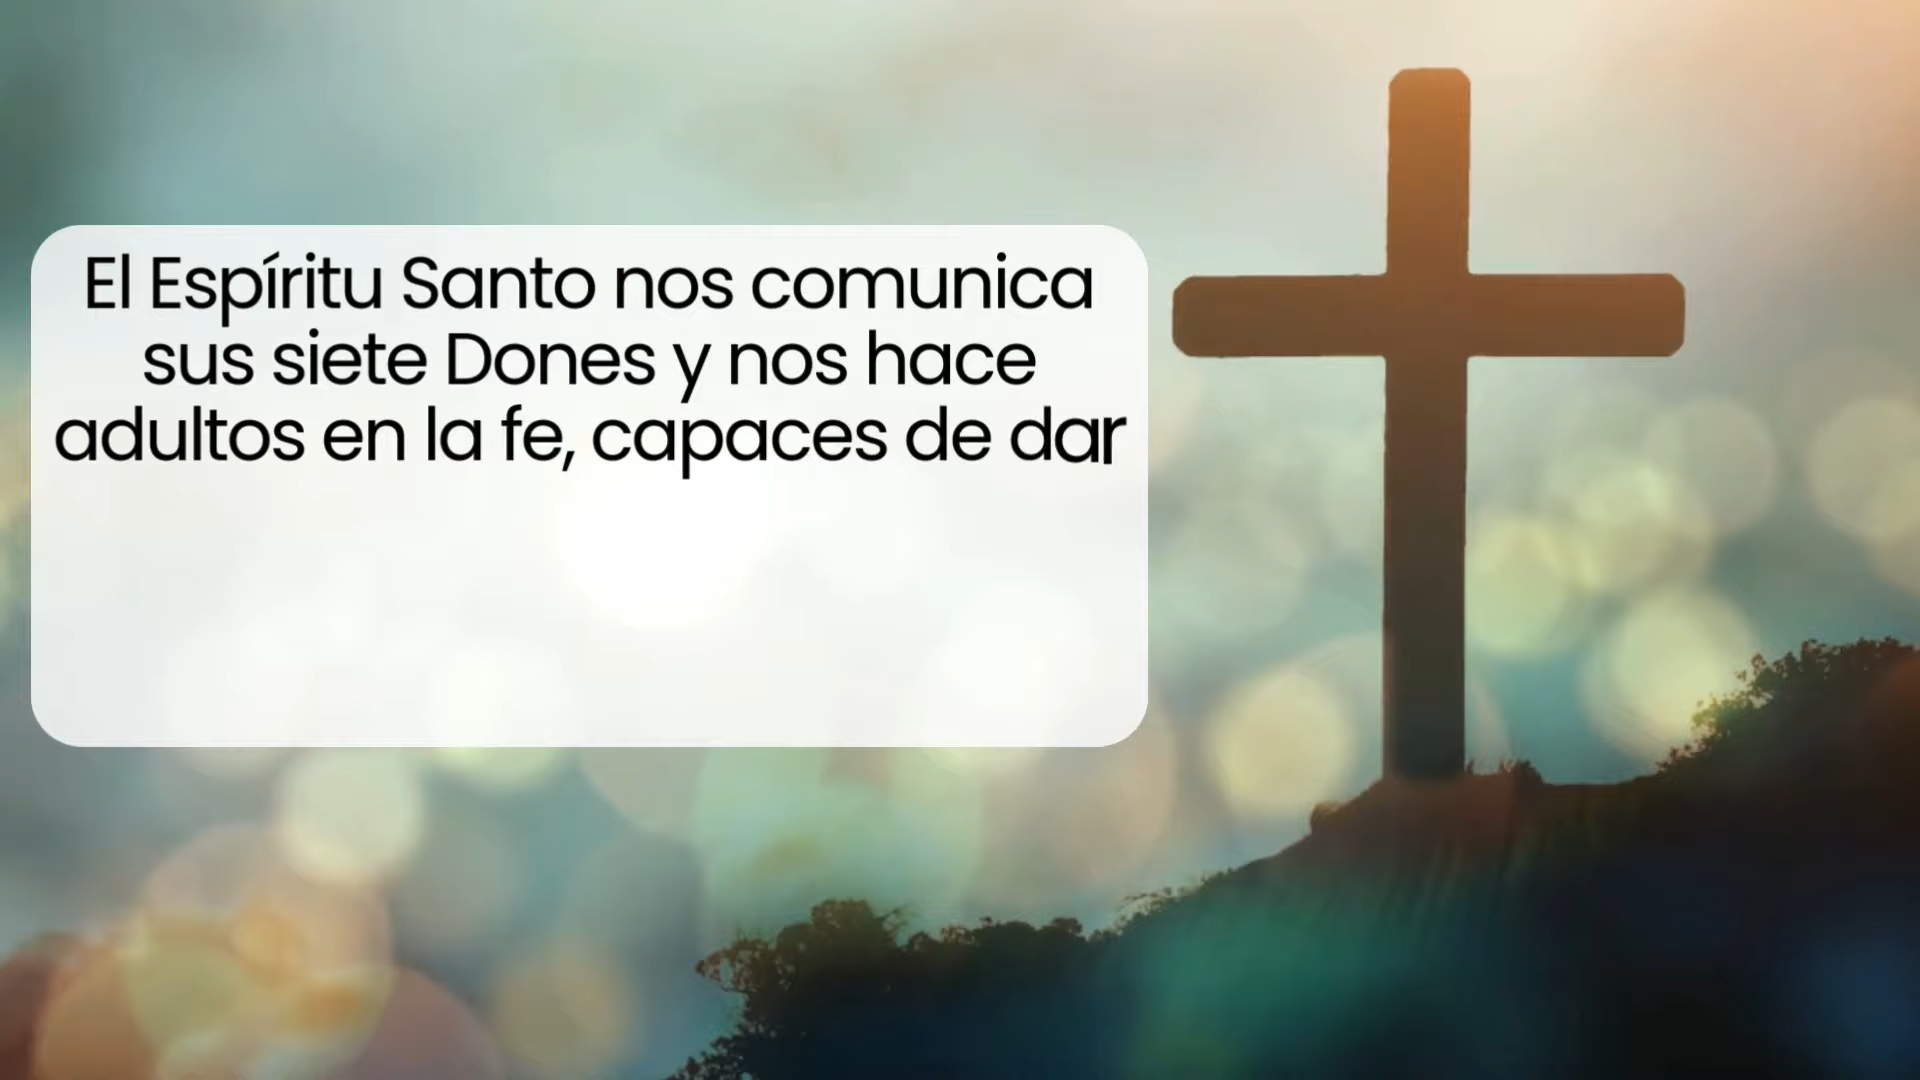 El Espíritu Santo nos comunica
sus siete Dones y nos hace
adultos en la fe, capaces de dar